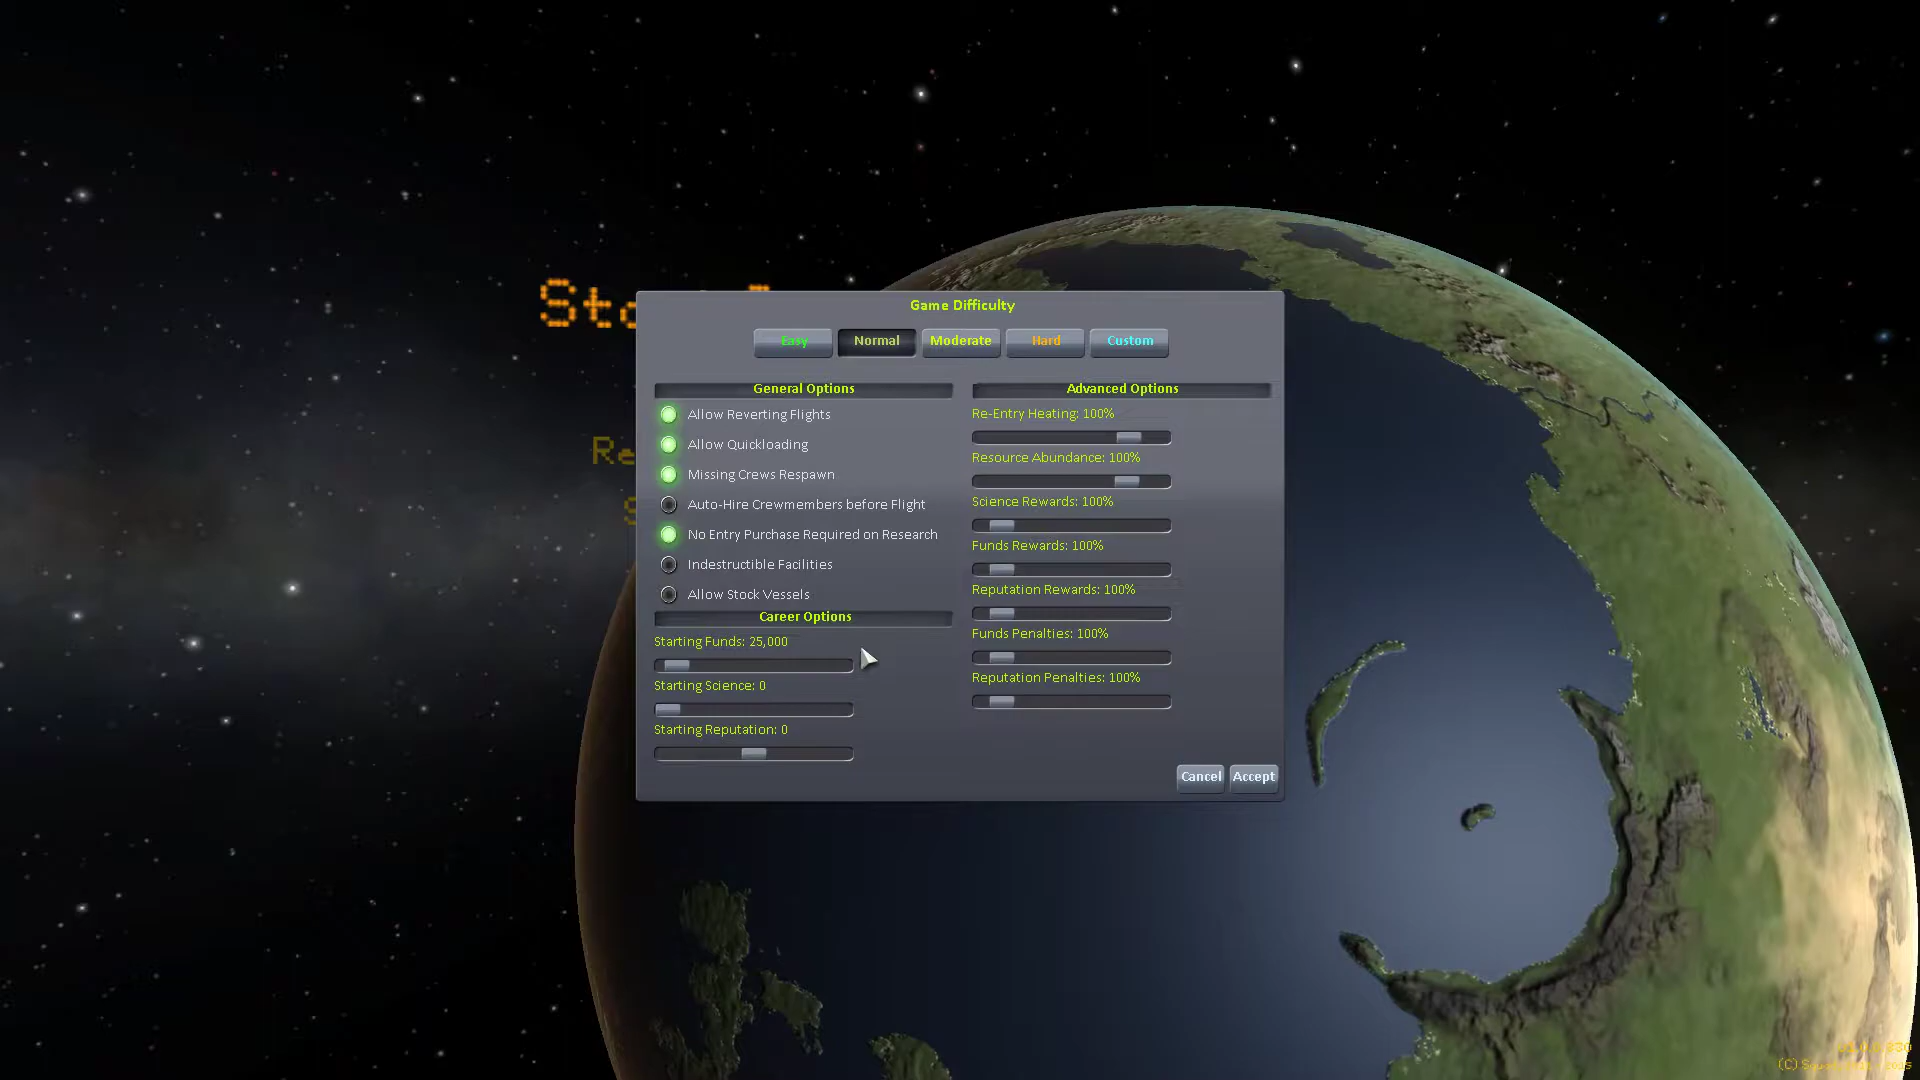 Game Difficulty
Easy Normal Moderate Hard Custom
General Options
Allow Reverting Flights
Allow Quickloading
Missing Crews Respawn
Auto-Hire Crewmembers before Flight
No Entry Purchase Required on Research
Indestructible Facilities
Allow Stock Vessels
Career Options
Starting Funds: 25,000
Starting Science: 0
Starting Reputation: 0
Advanced Options
Re-Entry Heating: 100%
Resource Abundance: 100%
Science Rewards: 100%
Funds Rewards: 100%
Reputation Rewards: 100%
Funds Penalties: 100%
Reputation Penalties: 100%
Cancel Accept